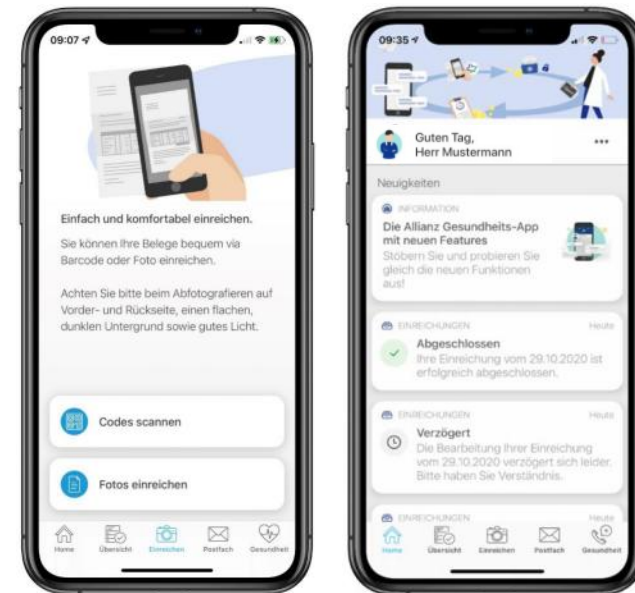 09:07
Einfach und komfortabel einreichen.
Sie können Ihre Belege bequem via
Barcode oder Foto einreichen.
Achten Sie bitte beim Abfotografieren auf
Vorder- und Rückseite, einen flachen,
dunklen Untergrund sowie gutes Licht.
Codes scannen
Fotos einreichen
Home Übersicht Einreichen Postfach Gesundheit
09:35
Guten Tag,
Herr Mustermann
Neuigkeiten
INFORMATION
Die Allianz Gesundheits-App
mit neuen Features
Stöbern Sie und probieren Sie
gleich die neuen Funktionen
aus!
EINREICHUNGEN Heute
Abgeschlossen
Ihre Einreichung vom 29.10.2020 ist
erfolgreich abgeschlossen.
EINREICHUNGEN Heute
Verzögert
Die Bearbeitung Ihrer Einreichung
vom 29.10.2020 verzögert sich leider.
Bitte haben Sie Verständnis.
EINREICHUNGEN Heute
Home Übersicht Einreichen Postfach Gesundheit